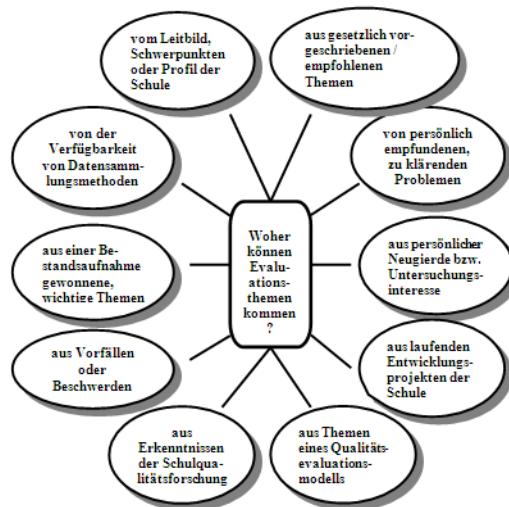 vom Leitbild,
Schwerpunkten
oder Profil der
Schule
aus gesetzlich vor-
geschriebenen /
empfohlenen
Themen
von der
Verfügbarkeit
von Datensamm-
lungsmethoden
von persönlich
empfundenen,
zu klärenden
Problemen
Woher
können
Evalu-
ations-
themen
kommen
?
aus einer Be-
standsaufnahme
gewonnene,
wichtige Themen
aus persönlicher
Neugierde bzw.
Untersuchungs-
interesse
aus Vorfällen
oder
Beschwerden
aus laufenden
Entwicklungs-
projekten der
Schule
aus
Erkenntnissen
der Schulqua-
litätsforschung
aus Themen
eines Qualitäts-
evaluations-
modells